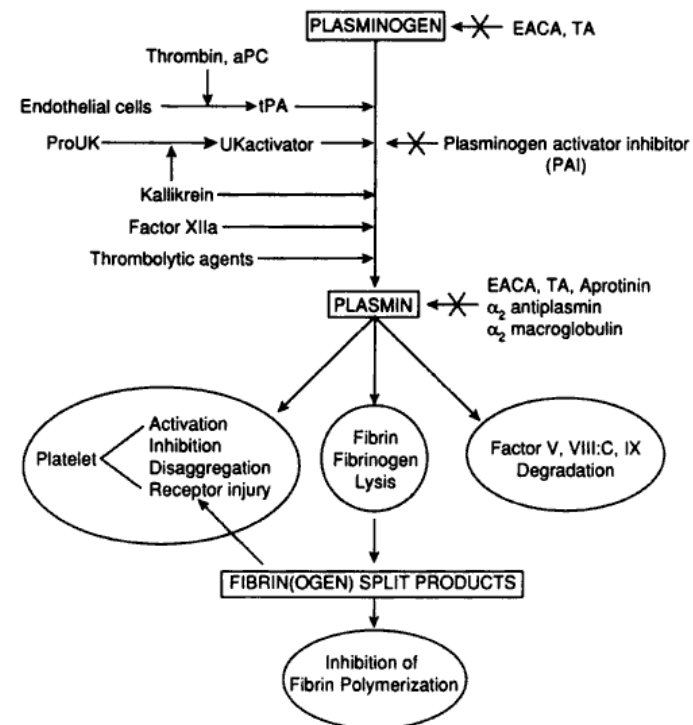 PLASMINOGEN
EACA, TA
Thrombin, aPC
Endothelial cells
tPA
ProUK
UKactivator
Plasminogen activator inhibitor
(PAI)
Kallikrein
Factor XIIa
Thrombolytic agents
PLASMIN
EACA, TA, Aprotinin
α₂ antiplasmin
α₂ macroglobulin
Platelet
Activation
Inhibition
Disaggregation
Receptor injury
Fibrin
Fibrinogen
Lysis
Factor V, VIII:C, IX
Degradation
FIBRIN(OGEN) SPLIT PRODUCTS
Inhibition of
Fibrin Polymerization